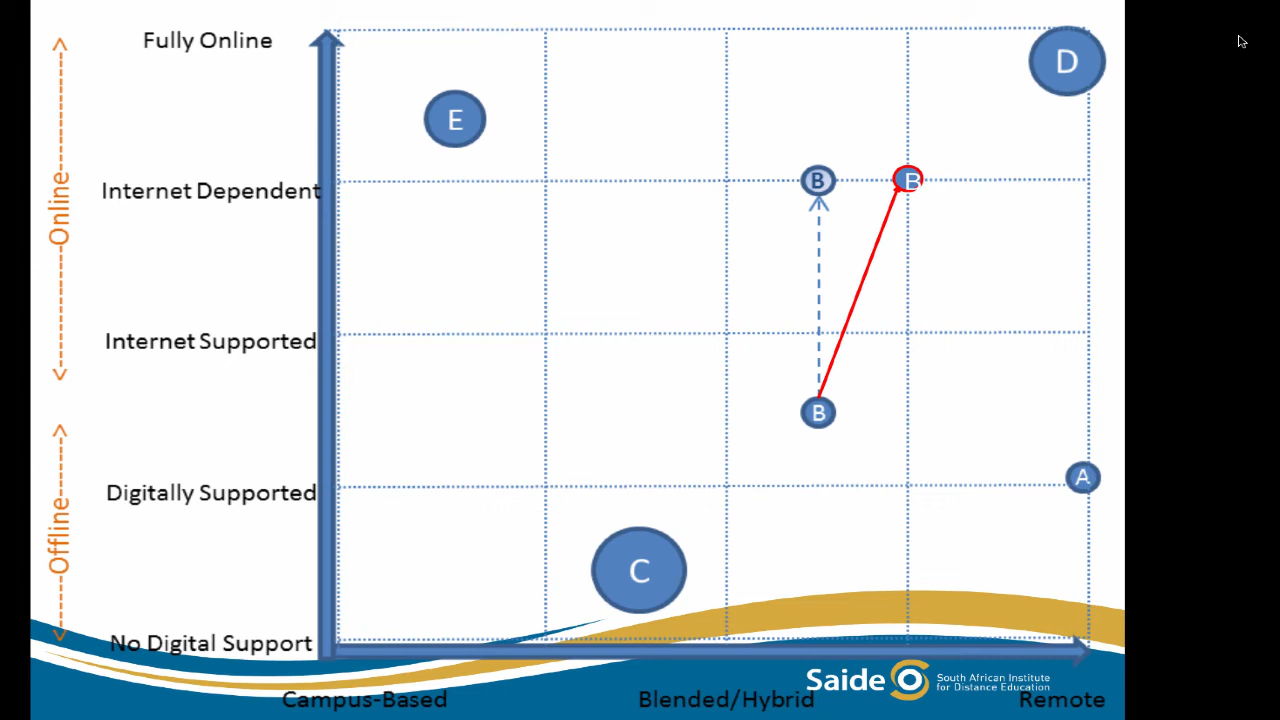 Fully Online
D
E
Internet Dependent
B
B
Online
Internet Supported
B
A
Digitally Supported
Offline
C
No Digital Support
Saide
South African Institute
for Distance Education
Campus-Based
Blended/Hybrid
Remote